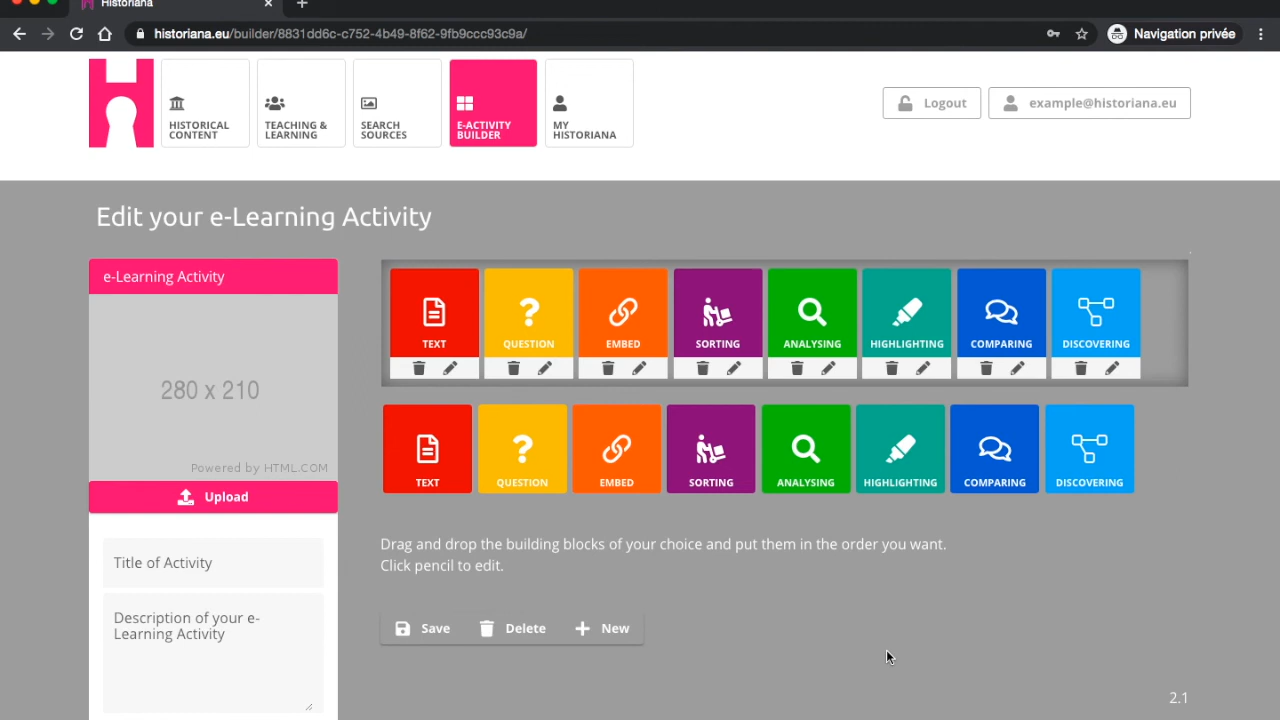 Historiana
historiana.eu/builder/8831dd6c-c752-4b49-8f62-9fb9ccc93c9a/
Navigation privée
HISTORICAL
CONTENT
TEACHING &
LEARNING
SEARCH
SOURCES
E-ACTIVITY
BUILDER
MY
HISTORIANA
Logout
example@historiana.eu
Edit your e-Learning Activity
e-Learning Activity
280 x 210
Powered by HTML.COM
Upload
Title of Activity
Description of your e-
Learning Activity
TEXT
QUESTION
EMBED
SORTING
ANALYSING
HIGHLIGHTING
COMPARING
DISCOVERING
TEXT
QUESTION
EMBED
SORTING
ANALYSING
HIGHLIGHTING
COMPARING
DISCOVERING
Drag and drop the building blocks of your choice and put them in the order you want.
Click pencil to edit.
Save
Delete
New
2.1